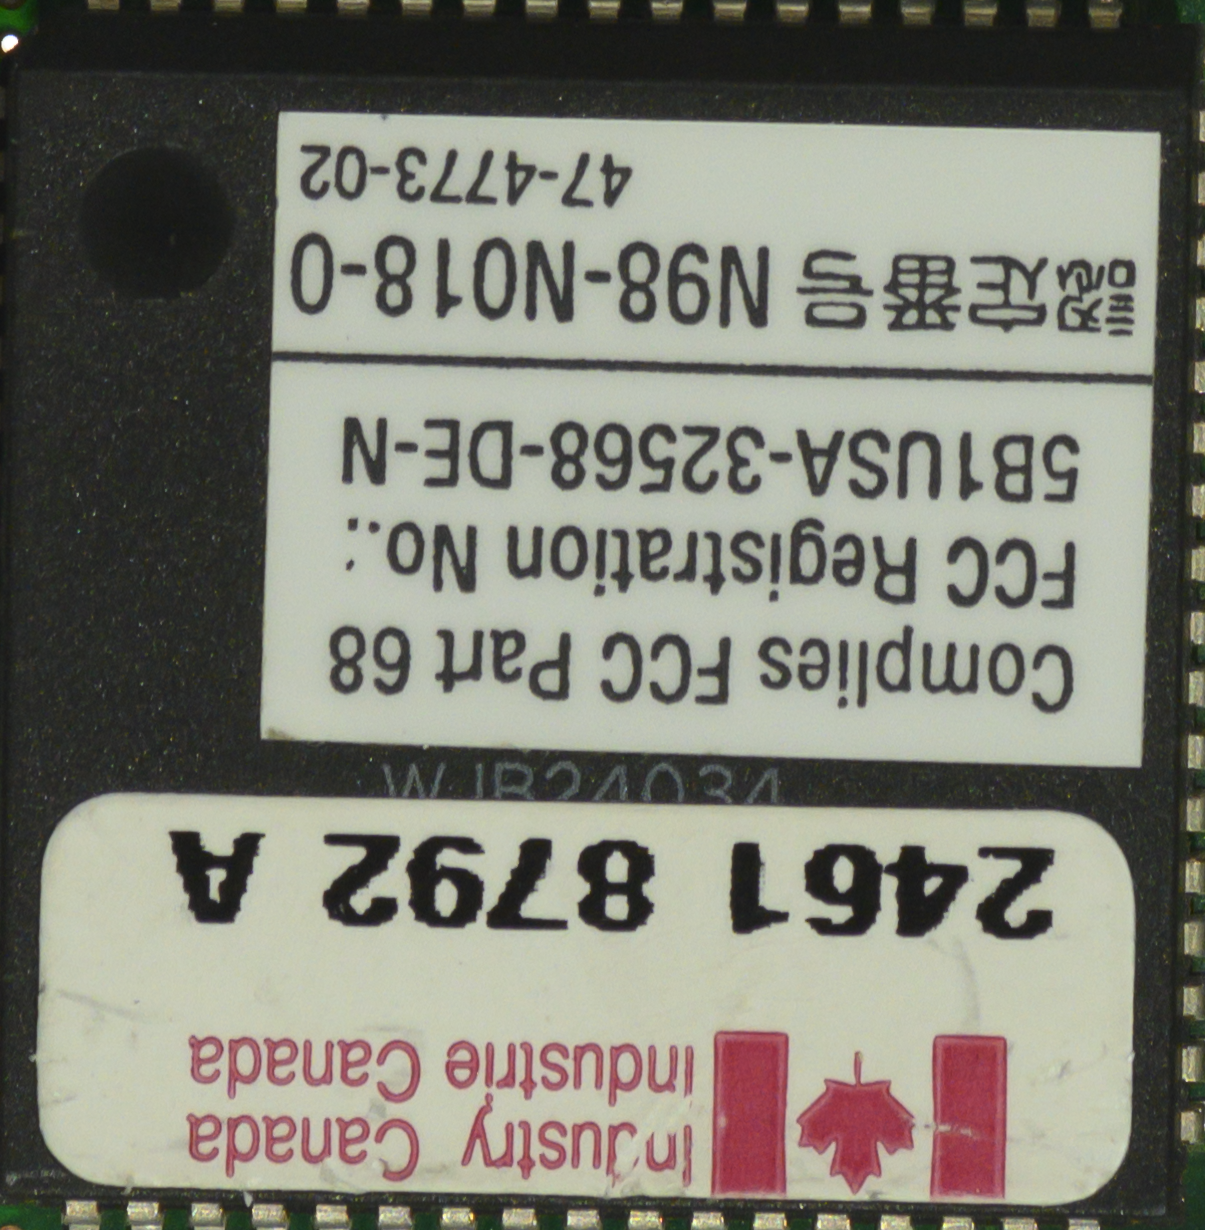 Industry Canada
Industrie Canada
2461 8792 A
Complies FCC Part 68
FCC Registration No.:
5B1USA-32568-DE-N
認定番号 N98-N018-0
47-4773-02